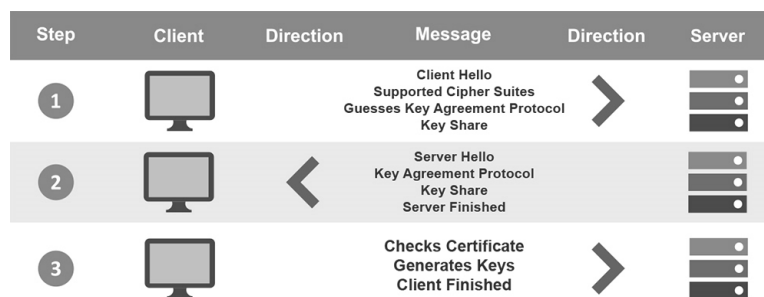 Step Client Direction Message Direction Server
1
Client Hello
Supported Cipher Suites
Guesses Key Agreement Protocol
Key Share
2
Server Hello
Key Agreement Protocol
Key Share
Server Finished
3
Checks Certificate
Generates Keys
Client Finished